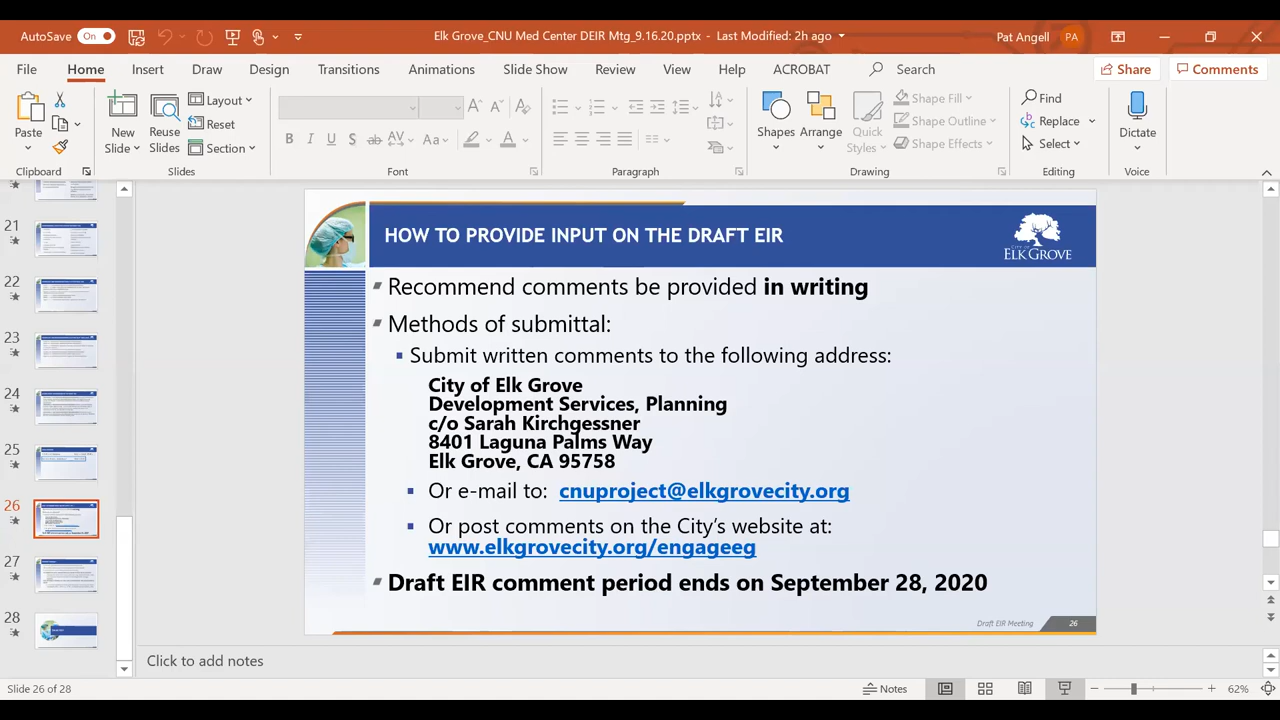 AutoSave On Elk Grove_CNU Med Center DEIR Mtg_9.16.20.pptx - Last Modified: 2h ago Pat Angell PA
File Home Insert Draw Design Transitions Animations Slide Show Review View Help ACROBAT Search Share Comments
Paste
New Slide
Reuse Slides
Layout
Reset
Section
B I U S ab AV Aa A
Shapes
Arrange
Quick Styles
Shape Fill
Shape Outline
Shape Effects
Find
Replace
Select
Dictate
Clipboard Slides Font Paragraph Drawing Editing Voice
21
22
23
24
25
26
27
28
HOW TO PROVIDE INPUT ON THE DRAFT EIR
CITY OF
ELK GROVE
Recommend comments be provided in writing
Methods of submittal:
Submit written comments to the following address:
City of Elk Grove
Development Services, Planning
c/o Sarah Kirchgessner
8401 Laguna Palms Way
Elk Grove, CA 95758
Or e-mail to: cnuproject@elkgrovecity.org
Or post comments on the City’s website at:
www.elkgrovecity.org/engageeg
Draft EIR comment period ends on September 28, 2020
Draft EIR Meeting 26
Click to add notes
Slide 26 of 28 Notes 62%